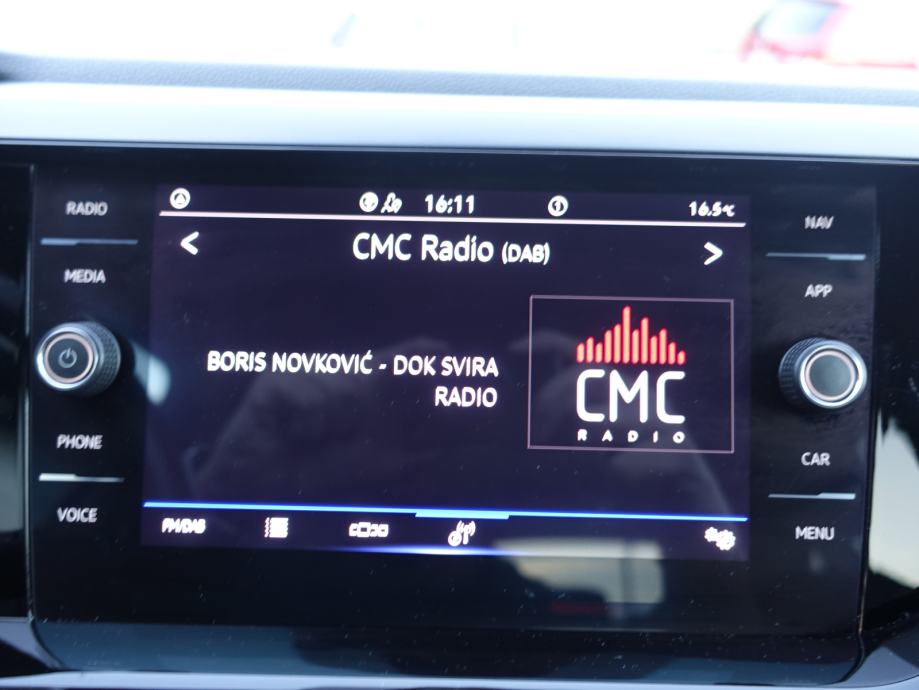 RADIO
MEDIA
PHONE
VOICE
16:11
16.5°C
< CMC Radio (DAB) >
BORIS NOVKOVIĆ - DOK SVIRA
RADIO
CMC
RADIO
FM/DAB
NAV
APP
CAR
MENU